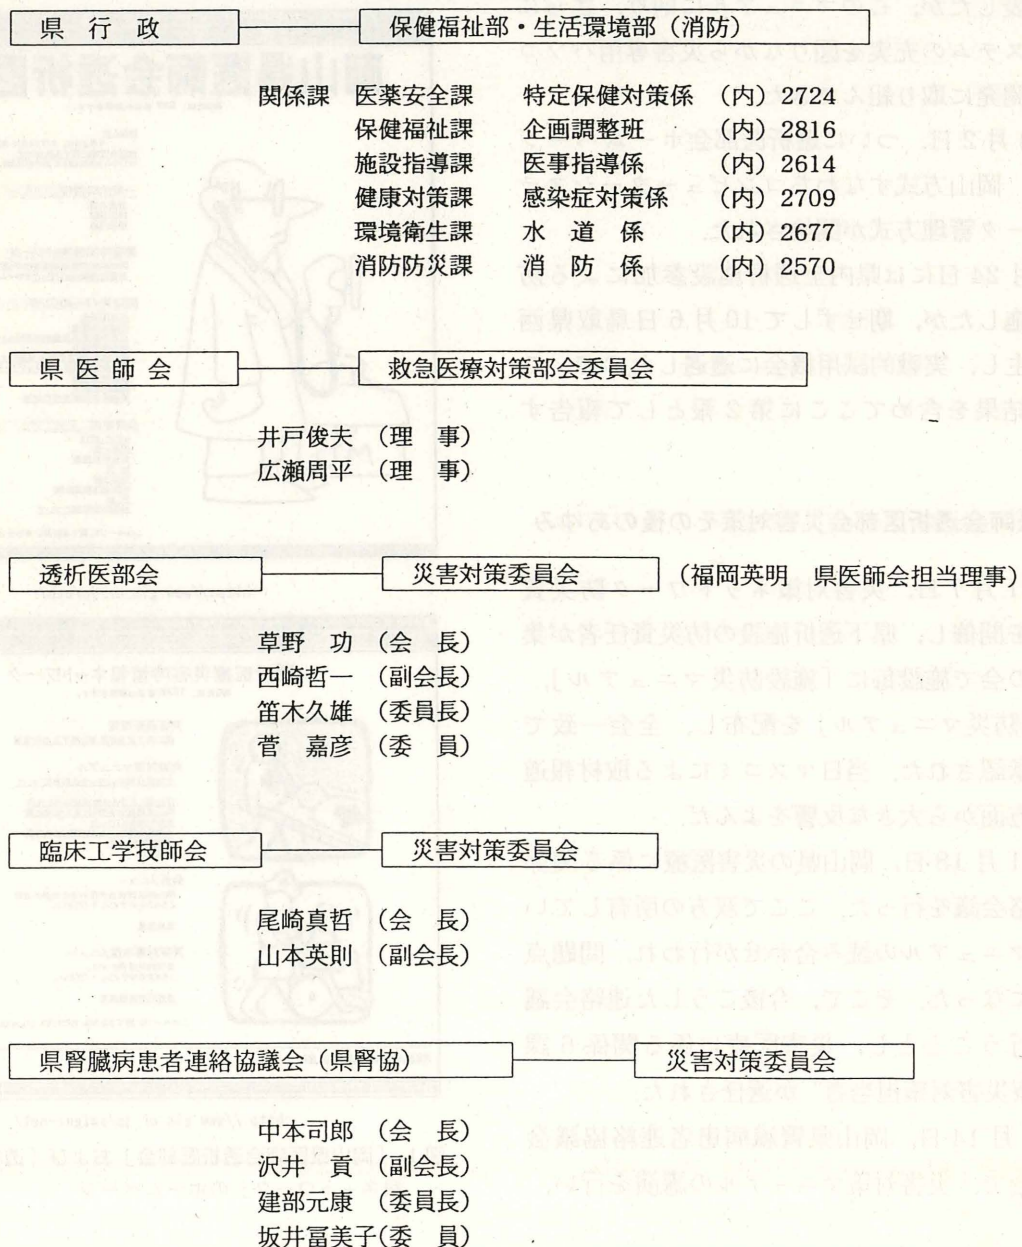 県行政 保健福祉部・生活環境部（消防）
関係課 医薬安全課 特定保健対策係 （内）2724
保健福祉課 企画調整班 （内）2816
施設指導課 医事指導係 （内）2614
健康対策課 感染症対策係 （内）2709
環境衛生課 水道係 （内）2677
消防防災課 消防係 （内）2570
県医師会 救急医療対策部会委員会
井戸俊夫（理 事）
広瀬周平（理 事）
透析医部会 災害対策委員会 （福岡英明 県医師会担当理事）
草野 功（会 長）
西崎哲一（副会長）
笛木久雄（委員長）
菅 嘉彦（委 員）
臨床工学技師会 災害対策委員会
尾崎真哲（会 長）
山本英則（副会長）
県腎臓病患者連絡協議会（県腎協） 災害対策委員会
中本司郎（会 長）
沢井 貢（副会長）
建部元康（委員長）
坂井冨美子（委 員）